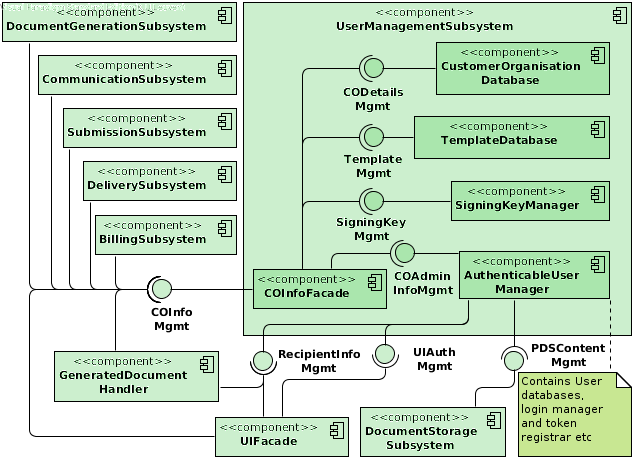 <<component>>
DocumentGenerationSubsystem
<<component>>
UserManagementSubsystem
<<component>>
CommunicationSubsystem
<<component>>
SubmissionSubsystem
<<component>>
DeliverySubsystem
<<component>>
BillingSubsystem
CODetails
Mgmt
<<component>>
CustomerOrganisation
Database
Template
Mgmt
<<component>>
TemplateDatabase
SigningKey
Mgmt
<<component>>
SigningKeyManager
COAdmin
InfoMgmt
<<component>>
AuthenticableUser
Manager
<<component>>
COInfoFacade
COInfo
Mgmt
<<component>>
GeneratedDocument
Handler
RecipientInfo
Mgmt
UIAuth
Mgmt
PDSContent
Mgmt
<<component>>
UIFacade
<<component>>
DocumentStorage
Subsystem
Contains User
databases,
login manager
and token
registrar etc